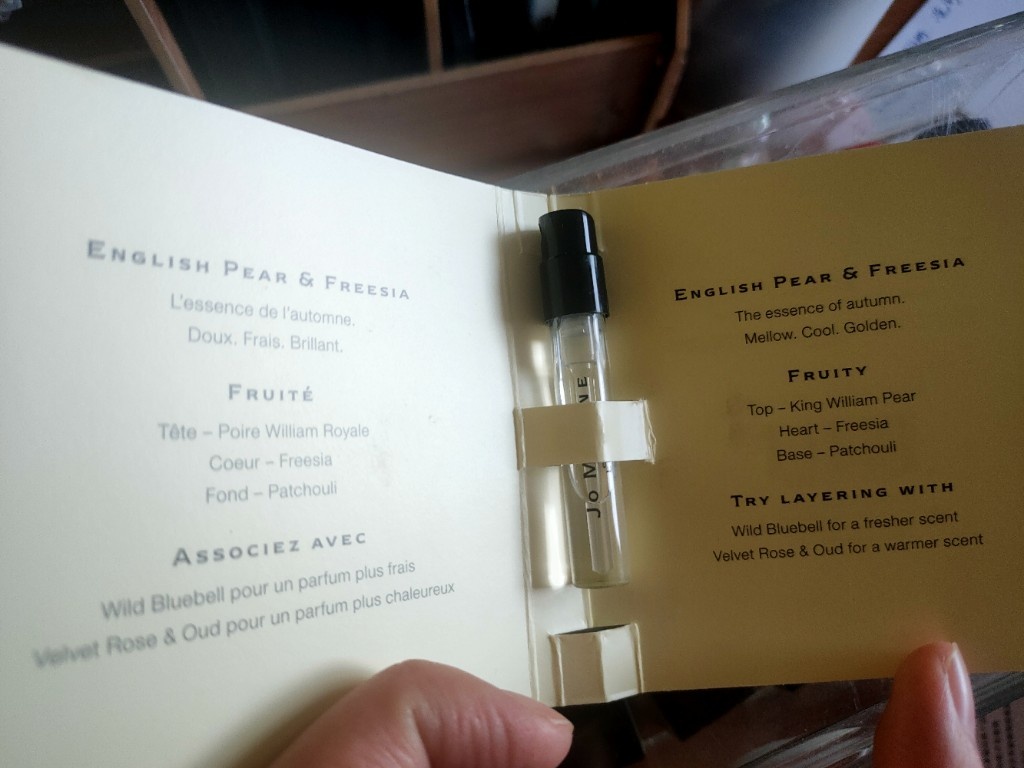 ENGLISH PEAR & FREESIA
L'essence de l'automne.
Doux. Frais. Brillant.
FRUITÉ
Tête – Poire William Royale
Coeur – Freesia
Fond – Patchouli
ASSOCIEZ AVEC
Wild Bluebell pour un parfum plus frais
Velvet Rose & Oud pour un parfum plus chaleureux
JO M
NE
ENGLISH PEAR & FREESIA
The essence of autumn.
Mellow. Cool. Golden.
FRUITY
Top – King William Pear
Heart – Freesia
Base – Patchouli
TRY LAYERING WITH
Wild Bluebell for a fresher scent
Velvet Rose & Oud for a warmer scent